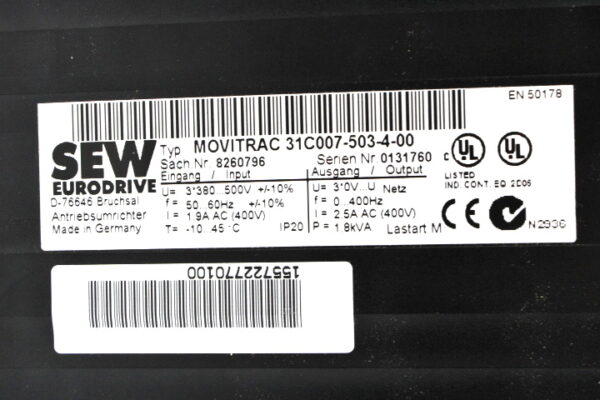 EN 50178
SEW
EURODRIVE
D-76646 Bruchsal
Antriebsumrichter
Made in Germany
Typ MOVITRAC 31C007-503-4-00
Sach.Nr 8260796 Serien Nr 0131760
Eingang / Input Ausgang / Output
U= 3*380..500V +/-10% U= 3*0V..U Netz
f = 50..60Hz +/-10% f = 0..400Hz
I = 1.9A AC (400V) I = 2.5A AC (400V)
T= -10..45 °C IP20 P = 1.8kVA Lastart M
c UL UL
LISTED
IND. CONT. EQ 2D06
CE N2936
155722770100